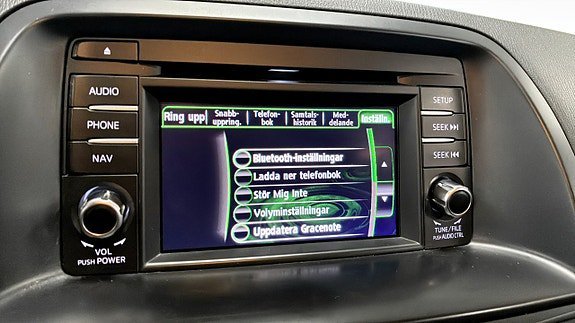 AUDIO
PHONE
NAV
VOL
PUSH POWER
Ring upp
Snabb-
uppring.
Telefon-
bok
Samtals-
historik
Med-
delande
Inställn.
Bluetooth-inställningar
Ladda ner telefonbok
Stör Mig Inte
Volyminställningar
Uppdatera Gracenote
SETUP
SEEK
SEEK
TUNE/FILE
PUSH AUDIO CTRL